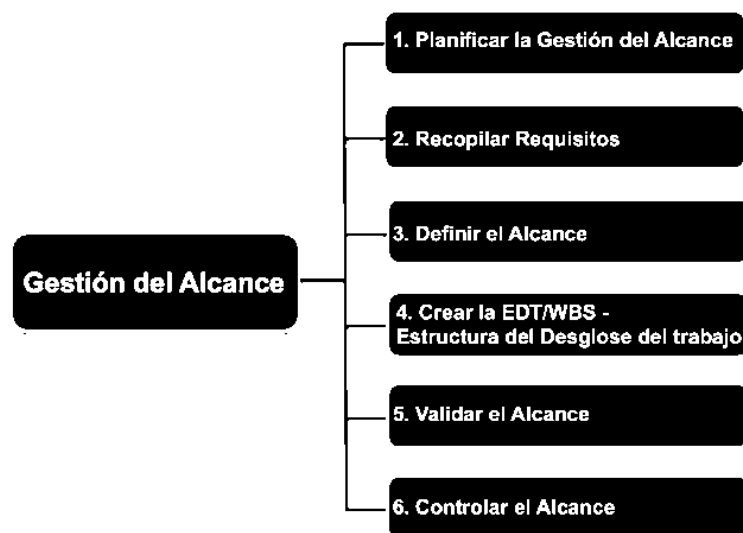 Gestión del Alcance
1. Planificar la Gestión del Alcance
2. Recopilar Requisitos
3. Definir el Alcance
4. Crear la EDT/WBS -
Estructura del Desglose del trabajo
5. Validar el Alcance
6. Controlar el Alcance